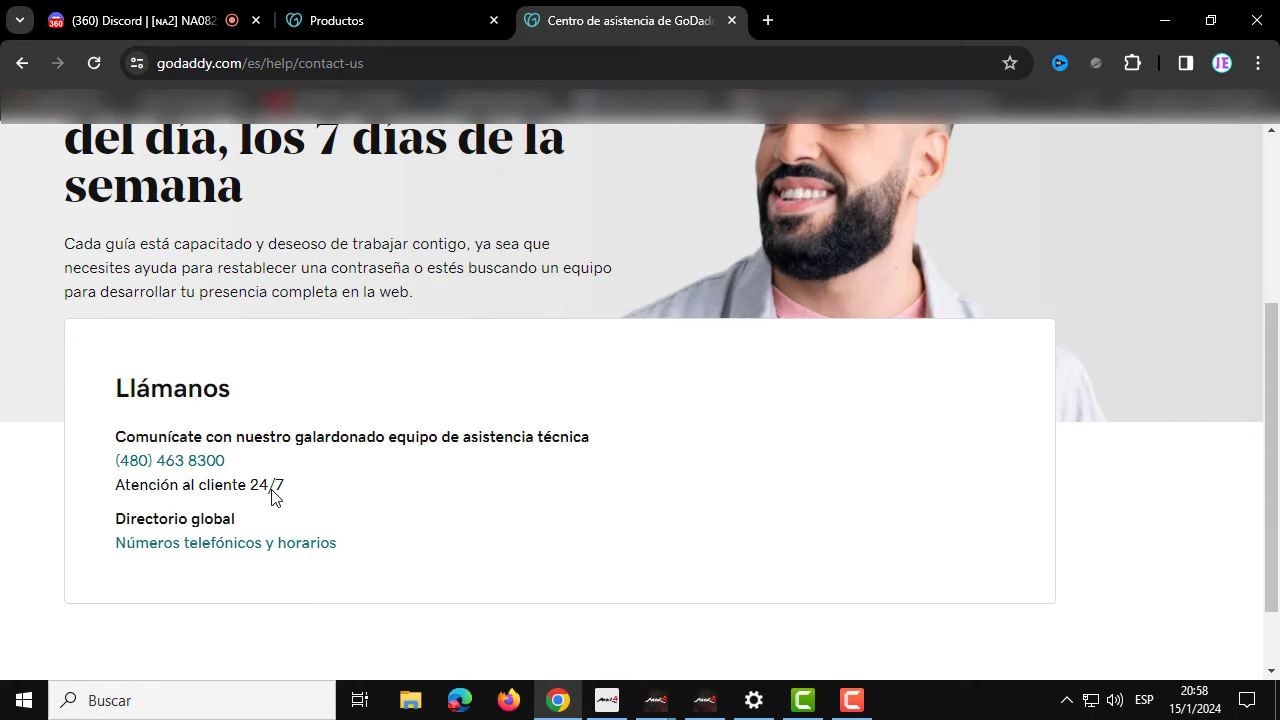 (360) Discord | [NA2] NA082
Productos
Centro de asistencia de GoDadd
godaddy.com/es/help/contact-us
JE
del día, los 7 días de la
semana
Cada guía está capacitado y deseoso de trabajar contigo, ya sea que
necesites ayuda para restablecer una contraseña o estés buscando un equipo
para desarrollar tu presencia completa en la web.
Llámanos
Comunícate con nuestro galardonado equipo de asistencia técnica
(480) 463 8300
Atención al cliente 24/7
Directorio global
Números telefónicos y horarios
Buscar
ESP
20:58
15/1/2024